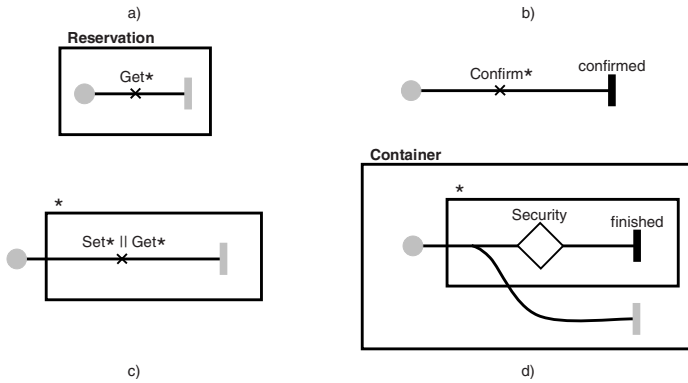 a)
b)
Reservation
Get*
Confirm*
confirmed
Container
*
Set* || Get*
*
Security
finished
c)
d)